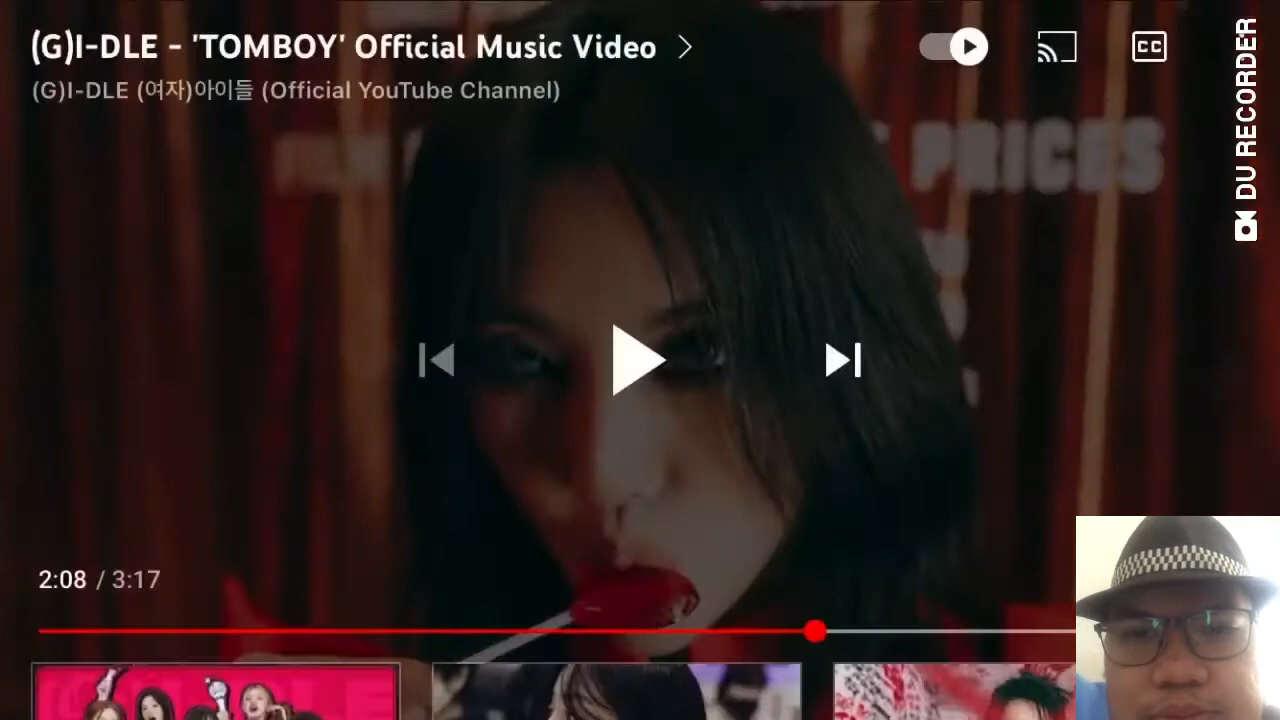 (G)I-DLE - 'TOMBOY' Official Music Video
(G)I-DLE (여자)아이들 (Official YouTube Channel)
CC
DU RECORDER
PRICES
2:08 / 3:17